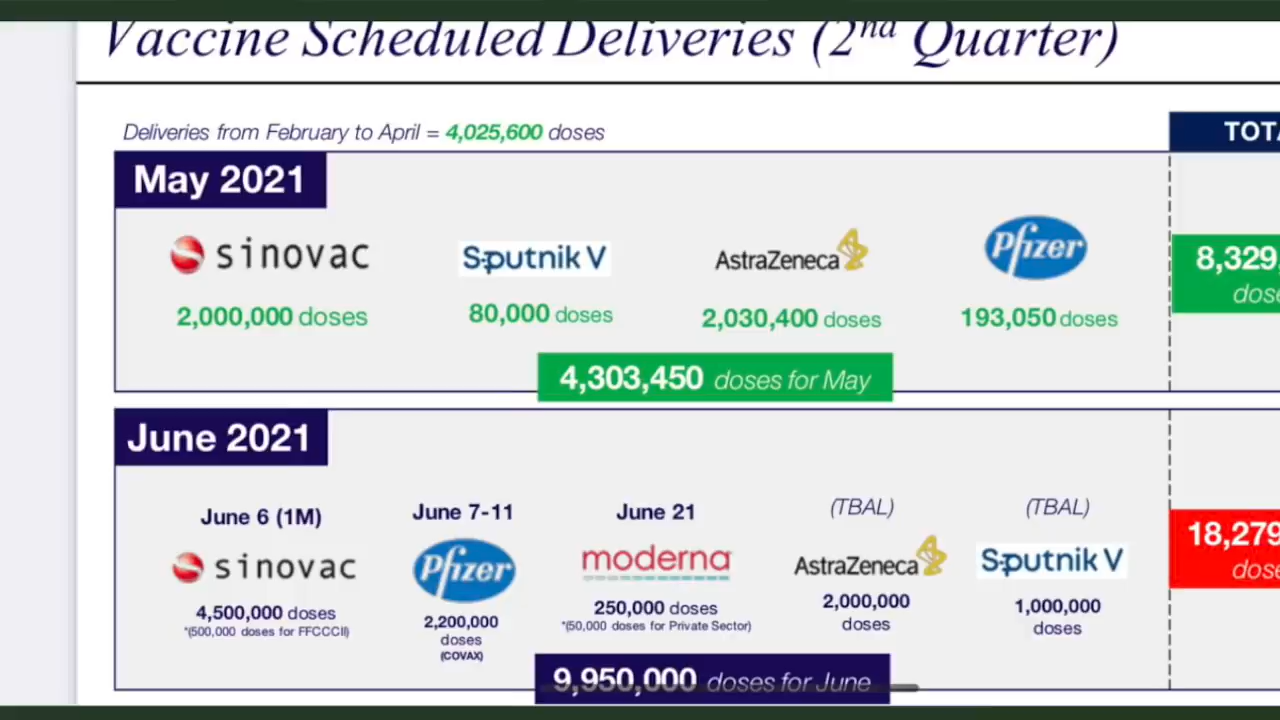 Vaccine Scheduled Deliveries (2nd Quarter)
Deliveries from February to April = 4,025,600 doses
TOTA
May 2021
sinovac
Sputnik V
AstraZeneca
Pfizer
2,000,000 doses
80,000 doses
2,030,400 doses
193,050 doses
8,329,
dose
4,303,450 doses for May
June 2021
June 6 (1M)
June 7-11
June 21
(TBAL)
(TBAL)
sinovac
Pfizer
moderna
AstraZeneca
Sputnik V
4,500,000 doses
*(500,000 doses for FFCCCII)
2,200,000
doses
(COVAX)
250,000 doses
*(50,000 doses for Private Sector)
2,000,000
doses
1,000,000
doses
18,279
dose
9,950,000 doses for June